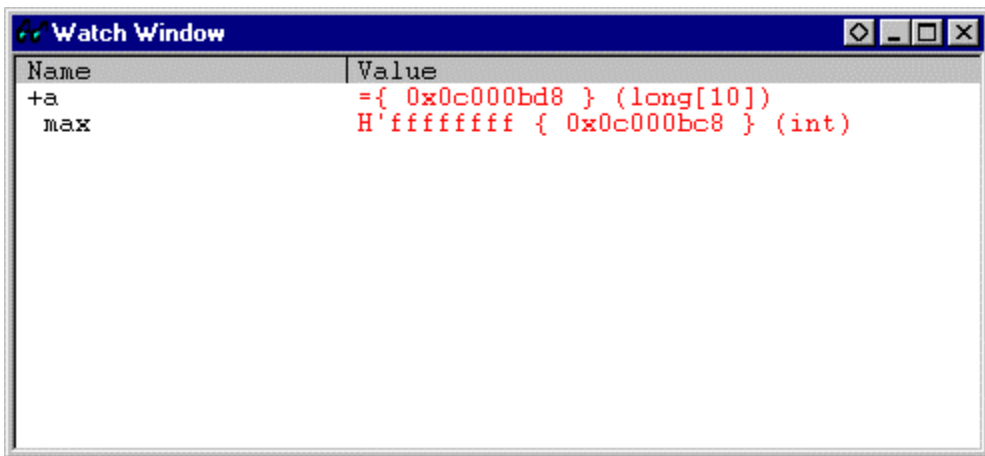 Watch Window
Name Value
+a ={ 0x0c000bd8 } (long[10])
max H'ffffffff { 0x0c000bc8 } (int)